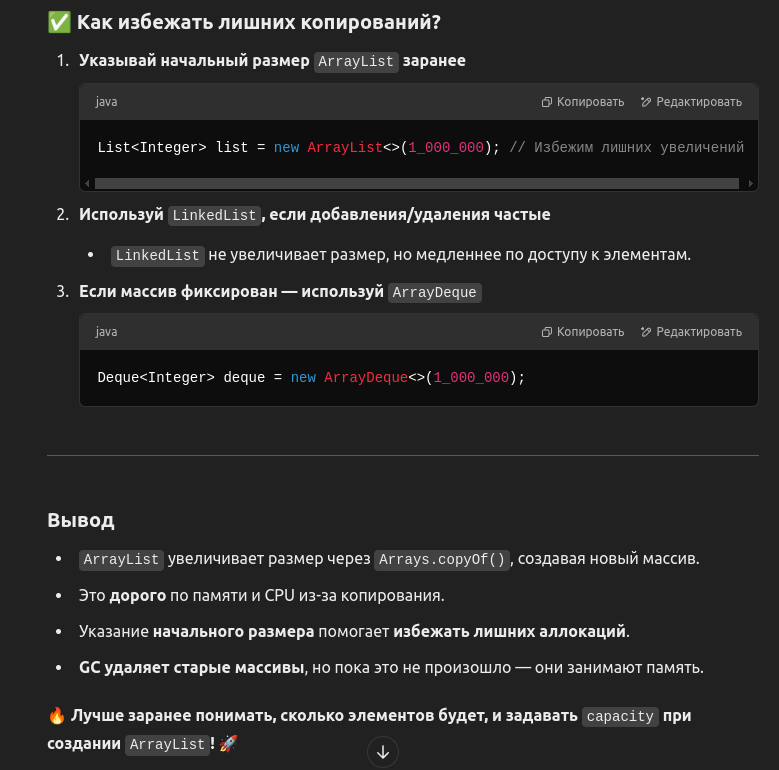 ✅ Как избежать лишних копирований?
1. Указывай начальный размер ArrayList заранее
java Копировать Редактировать
List<Integer> list = new ArrayList<>(1_000_000); // Избежим лишних увеличений
2. Используй LinkedList, если добавления/удаления частые
• LinkedList не увеличивает размер, но медленнее по доступу к элементам.
3. Если массив фиксирован — используй ArrayDeque
java Копировать Редактировать
Deque<Integer> deque = new ArrayDeque<>(1_000_000);
Вывод
• ArrayList увеличивает размер через Arrays.copyOf(), создавая новый массив.
• Это дорого по памяти и CPU из-за копирования.
• Указание начального размера помогает избежать лишних аллокаций.
• GC удаляет старые массивы, но пока это не произошло — они занимают память.
🔥 Лучше заранее понимать, сколько элементов будет, и задавать capacity при
создании ArrayList! 🚀